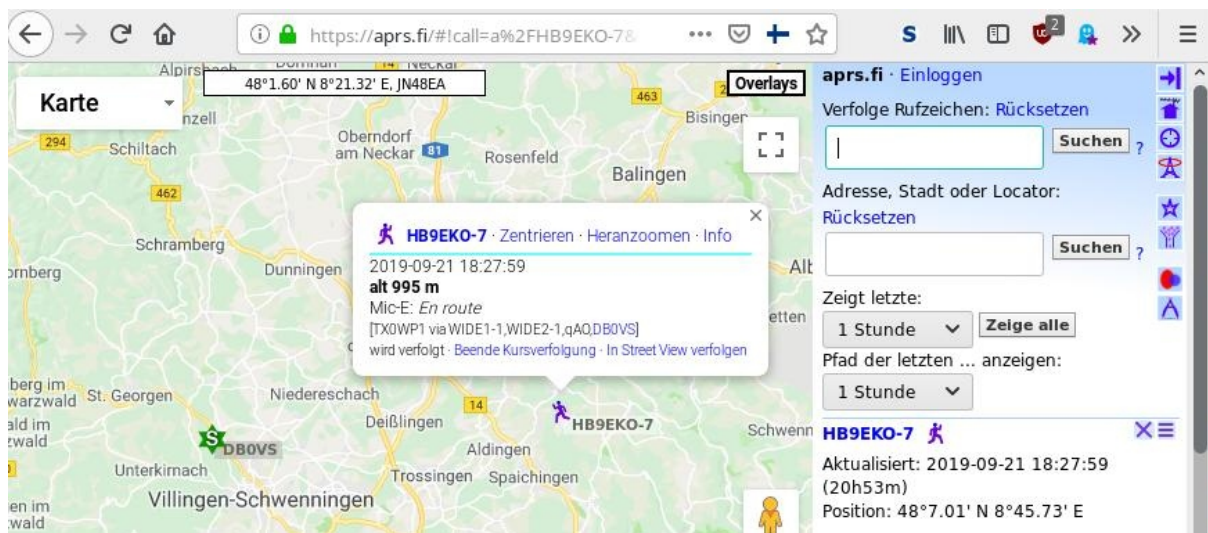 https://aprs.fi/#!call=a%2FHB9EKO-7&
2
Karte
48°1.60' N 8°21.32' E, JN48EA
Overlays
14
463
Bisingen
294
Schiltach
Oberndorf
am Neckar
81
Rosenfeld
Balingen
462
Schramberg
Dunningen
HB9EKO-7 · Zentrieren · Heranzoomen · Info
2019-09-21 18:27:59
alt 995 m
Mic-E: En route
[TX0WP1 via WIDE1-1,WIDE2-1,qAO,DB0VS]
wird verfolgt · Beende Kursverfolgung · In Street View verfolgen
St. Georgen
Niedereschach
14
Deißlingen
HB9EKO-7
DB0VS
Aldingen
Unterkirnach
Trossingen
Spaichingen
Villingen-Schwenningen
aprs.fi · Einloggen
Verfolge Rufzeichen: Rücksetzen
Suchen ?
Adresse, Stadt oder Locator:
Rücksetzen
Suchen ?
Zeigt letzte:
1 Stunde
Zeige alle
Pfad der letzten ... anzeigen:
1 Stunde
HB9EKO-7
Aktualisiert: 2019-09-21 18:27:59
(20h53m)
Position: 48°7.01' N 8°45.73' E